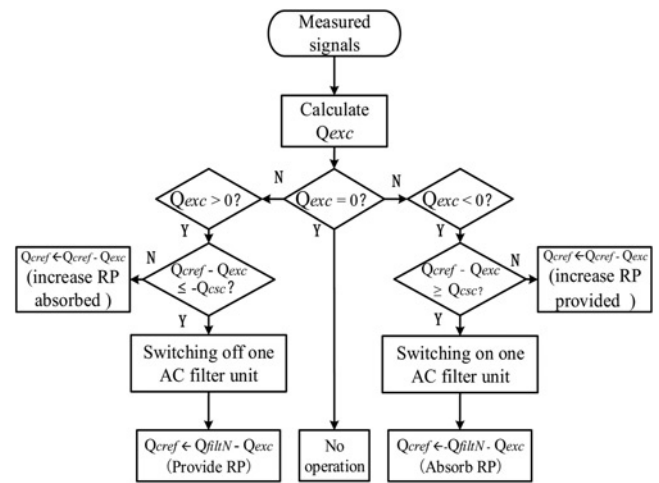 Measured
signals
Calculate
Qexc
N
N
Qexc > 0?
Qexc = 0?
Qexc < 0?
Y
Y
Y
Qcref ← Qcref - Qexc
(increase RP
absorbed )
N
Qcref - Qexc
≤ -Qcsc?
Qcref - Qexc
≥ Qcsc?
N
Qcref ← Qcref - Qexc
(increase RP
provided )
Y
Y
Switching off one
AC filter unit
Switching on one
AC filter unit
Qcref ← QfiltN - Qexc
(Provide RP)
No
operation
Qcref ← -QfiltN - Qexc
(Absorb RP)